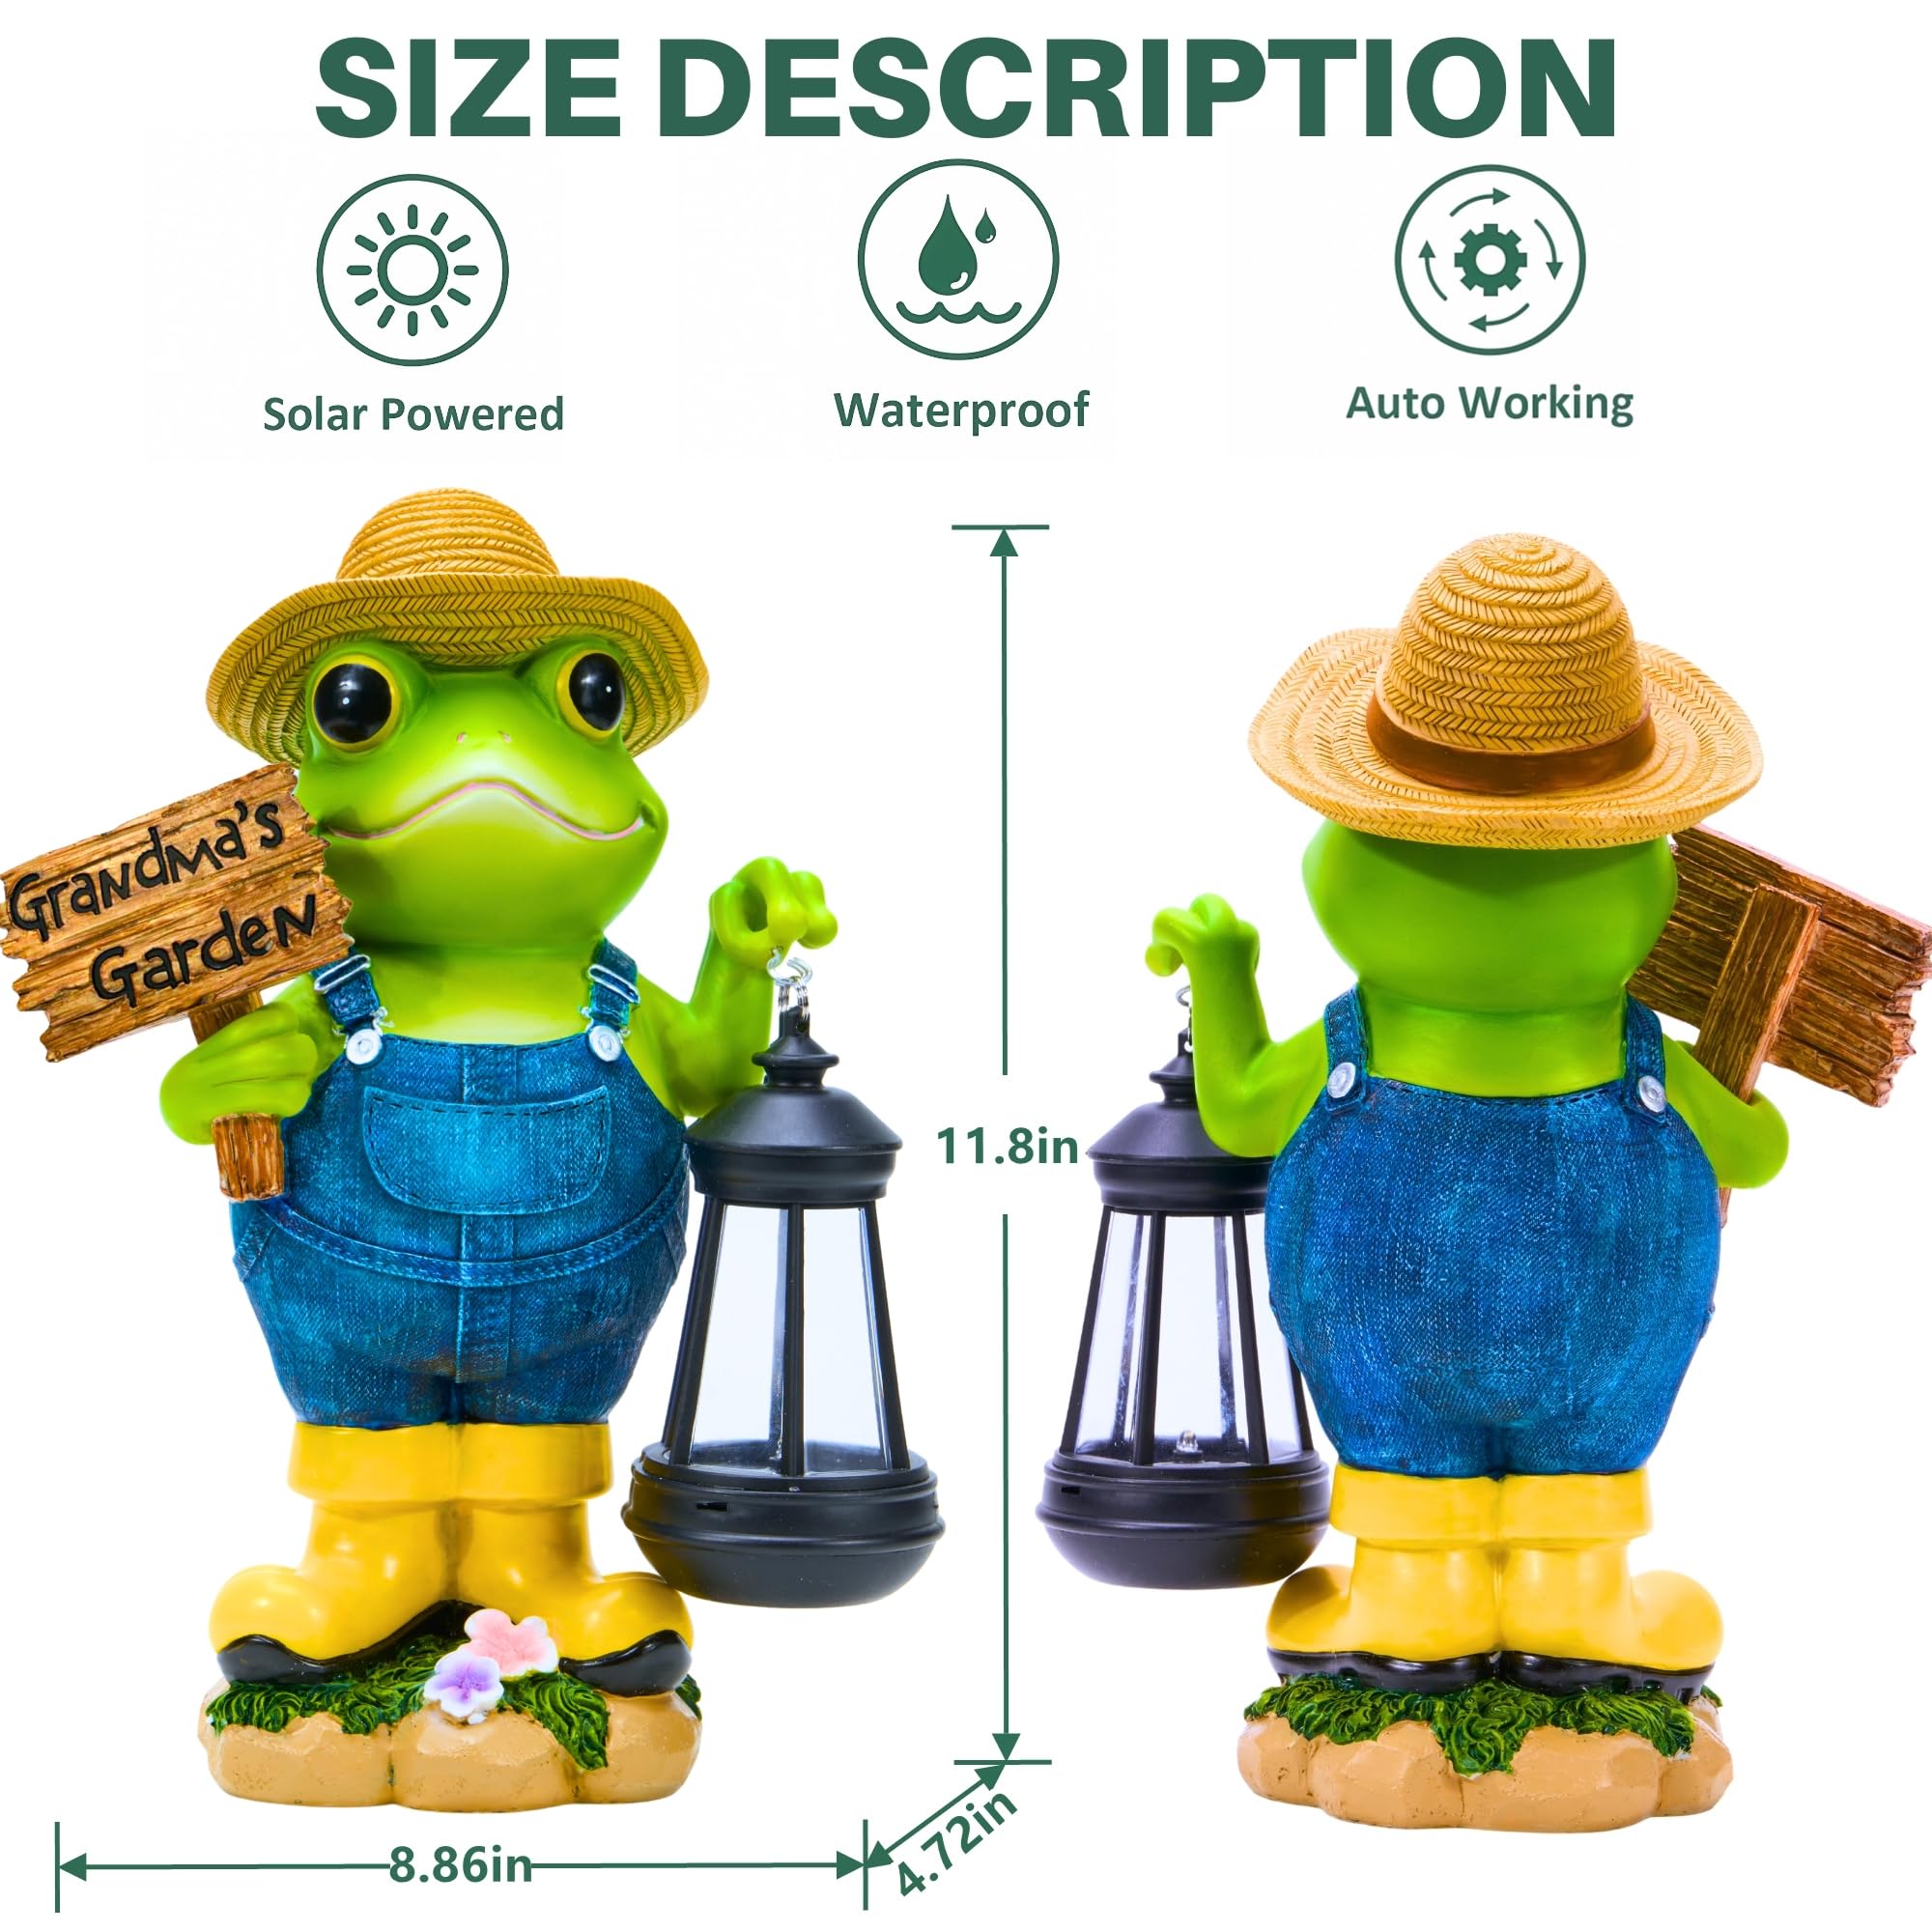 SIZE DESCRIPTION
Solar Powered
Waterproof
Auto Working
Grandma's
Garden
11.8in
8.86in
4.72in